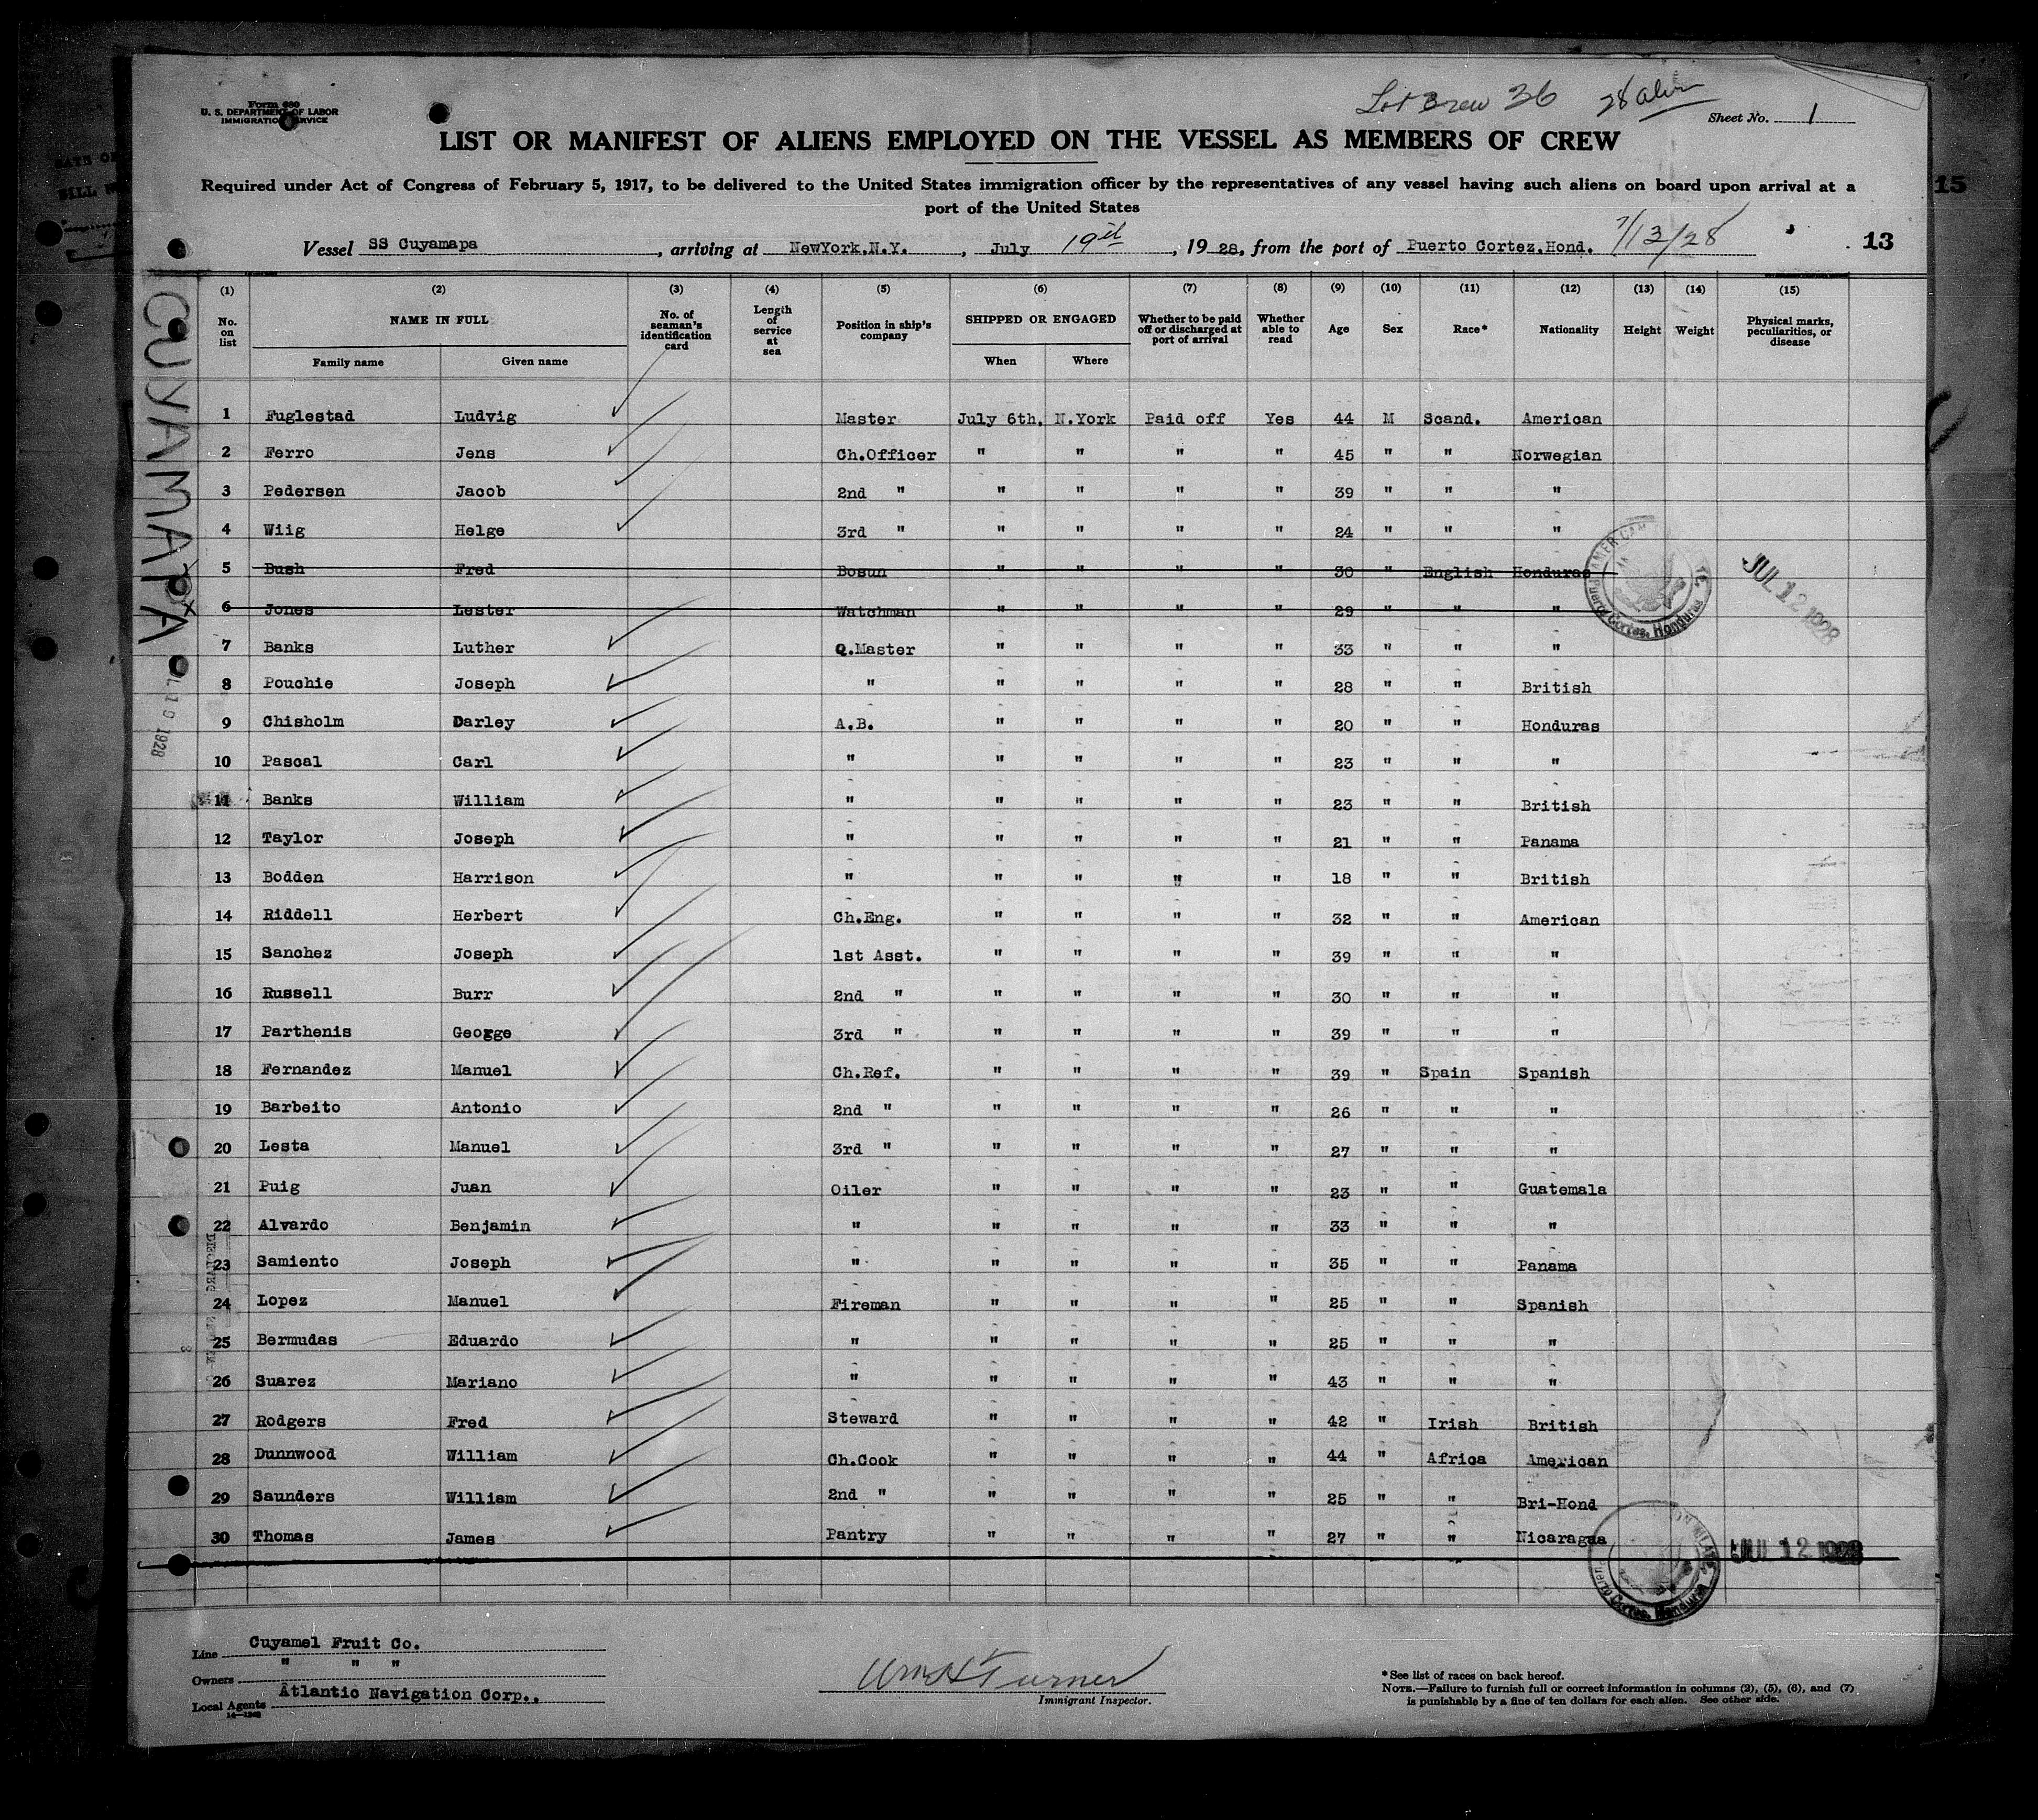 Form 680
U. S. DEPARTMENT OF LABOR
IMMIGRATION SERVICE
Crew 36
Sheet No. 1
LIST OR MANIFEST OF ALIENS EMPLOYED ON THE VESSEL AS MEMBERS OF CREW
Required under Act of Congress of February 5, 1917, to be delivered to the United States immigration officer by the representatives of any vessel having such aliens on board upon arrival at a
port of the United States
15
Vessel SS Cuyamapa, arriving at NewYork,N.Y., July 19th, 1928, from the port of Puerto Cortez,Hond. 7/13/28
13
CUYAMAPA
(1) (2) (3) (4) (5) (6) (7) (8) (9) (10) (11) (12) (13) (14) (15)
No. on list NAME IN FULL No. of seaman's identification card Length of service at sea Position in ship's company SHIPPED OR ENGAGED Whether to be paid off or discharged at port of arrival Whether able to read Age Sex Race* Nationality Height Weight Physical marks, peculiarities, or disease
Family name Given name When Where
1 Fuglestad Ludvig Master July 6th. N.York Paid off Yes 44 M Scand. American
2 Ferro Jens Ch.Officer " " " " 45 " " Norwegian
3 Pedersen Jacob 2nd " " " " " 39 " " "
4 Wiig Helge 3rd " " " " " 24 " " "
5 Bush Fred Bosun " " " " 30 " English Honduras
6 Jones Lester Watchman " " " " 29 " " "
7 Banks Luther Q.Master " " " " 33 " " "
8 Pouchie Joseph " " " " " 28 " " British
9 Chisholm Darley A.B. " " " " 20 " " Honduras
10 Pascal Carl " " " " " 23 " " "
11 Banks William " " " " " 23 " " British
12 Taylor Joseph " " " " " 21 " " Panama
13 Bodden Harrison " " " " " 18 " " British
14 Riddell Herbert Ch.Eng. " " " " 32 " " American
15 Sanchez Joseph 1st Asst. " " " " 39 " " "
16 Russell Burr 2nd " " " " " 30 " " "
17 Parthenis George 3rd " " " " " 39 " " "
18 Fernandez Manuel Ch.Ref. " " " " 39 " Spain Spanish
19 Barbeito Antonio 2nd " " " " " 26 " " "
20 Lesta Manuel 3rd " " " " " 27 " " "
21 Puig Juan Oiler " " " " 23 " " Guatemala
22 Alvardo Benjamin " " " " " 33 " " "
23 Samiento Joseph " " " " " 35 " " Panama
24 Lopez Manuel Fireman " " " " 25 " " Spanish
25 Bermudas Eduardo " " " " " 25 " " "
26 Suarez Mariano " " " " " 43 " " "
27 Rodgers Fred Steward " " " " 42 " Irish British
28 Dunnwood William Ch.Cook " " " " 44 " Africa American
29 Saunders William 2nd " " " " " 25 " " Bri-Hond
30 Thomas James Pantry " " " " 27 " " Nicaragua
Puerto Cortes, Honduras
JUL 12 1928
1928
Cortes, Honduras
JUL 12 1928
Line Cuyamel Fruit Co.
Owners " " "
Local Agents Atlantic Navigation Corp..
14—1240
Wm H Turner
Immigrant Inspector.
*See list of races on back hereof.
NOTE.—Failure to furnish full or correct information in columns (2), (5), (6), and (7)
is punishable by a fine of ten dollars for each alien. See other side.